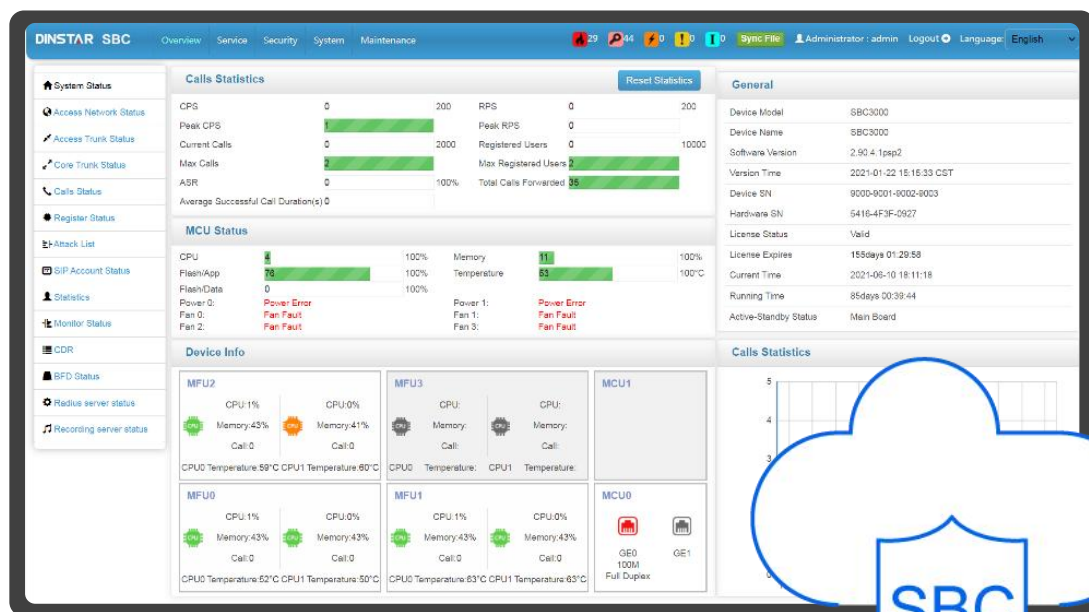 DINSTAR SBC Overview Service Security System Maintenance 29 44 0 0 0 Sync File Administrator : admin Logout Language: English
System Status
Access Network Status
Access Trunk Status
Core Trunk Status
Calls Status
Register Status
Attack List
SIP Account Status
Statistics
Monitor Status
CDR
BFD Status
Radius server status
Recording server status
Calls Statistics Reset Statistics
CPS 0 200 RPS 0 200
Peak CPS 1 Peak RPS 0
Current Calls 0 2000 Registered Users 0 10000
Max Calls 2 Max Registered Users 2
ASR 0 100% Total Calls Forwarded 35
Average Successful Call Duration(s) 0
MCU Status
CPU 4 100% Memory 11 100%
Flash/App 76 100% Temperature 53 100°C
Flash/Data 0 100%
Power 0: Power Error Power 1: Power Error
Fan 0: Fan Fault Fan 1: Fan Fault
Fan 2: Fan Fault Fan 3: Fan Fault
Device Info
MFU2 MFU3 MCU1
CPU:1% CPU:0% CPU: CPU:
CPU Memory:43% CPU Memory:41% CPU Memory: CPU Memory:
Call:0 Call:0 Call: Call:
CPU0 Temperature:59°C CPU1 Temperature:60°C CPU0 Temperature: CPU1 Temperature:
MFU0 MFU1 MCU0
CPU:1% CPU:0% CPU:1% CPU:0%
CPU Memory:43% CPU Memory:43% CPU Memory:43% CPU Memory:43%
Call:0 Call:0 Call:0 Call:0
CPU0 Temperature:52°C CPU1 Temperature:50°C CPU0 Temperature:63°C CPU1 Temperature:63°C
GE0 GE1
100M
Full Duplex
General
Device Model SBC3000
Device Name SBC3000
Software Version 2.90.4.1psp2
Version Time 2021-01-22 15:15:33 CST
Device SN 9000-9001-9002-9003
Hardware SN 5416-4F3F-0927
License Status Valid
License Expires 155days 01:29:58
Current Time 2021-06-10 18:11:18
Running Time 85days 00:39:44
Active-Standby Status Main Board
Calls Statistics
5
4
3
0
SBC